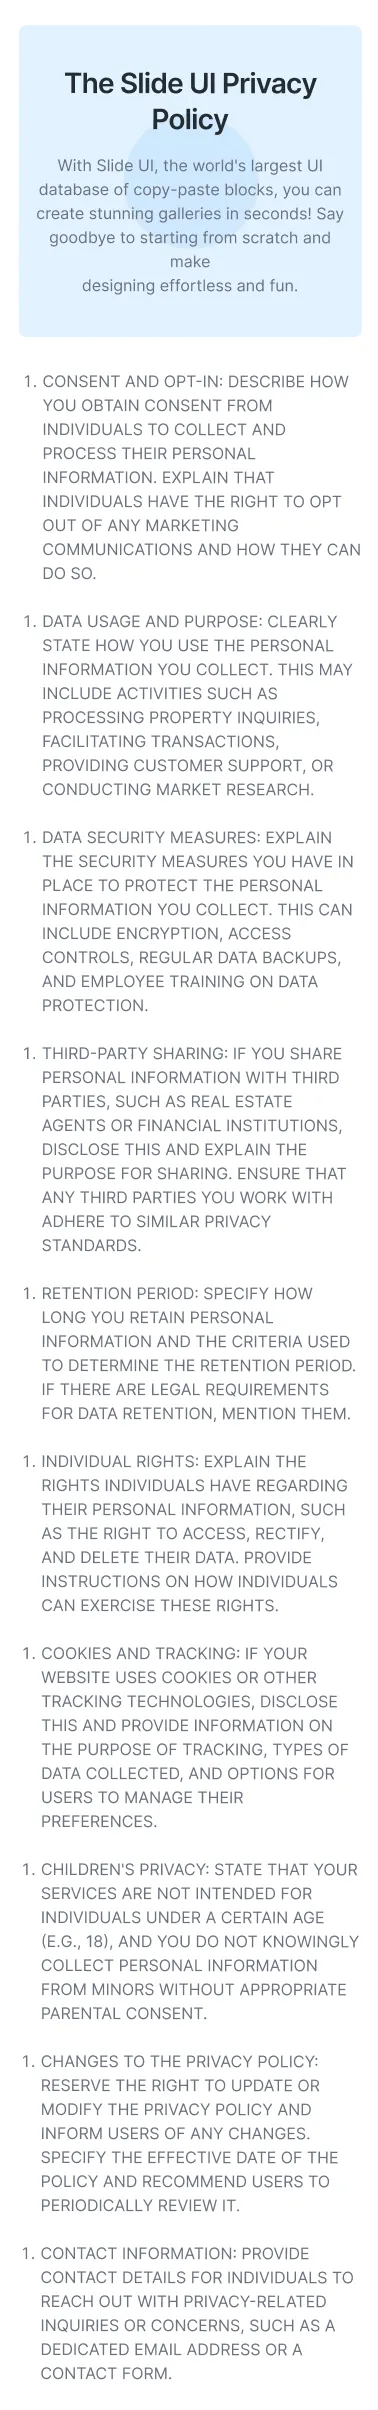 The Slide UI Privacy
Policy
With Slide UI, the world's largest UI
database of copy-paste blocks, you can
create stunning galleries in seconds! Say
goodbye to starting from scratch and
make
designing effortless and fun.
1. CONSENT AND OPT-IN: DESCRIBE HOW
YOU OBTAIN CONSENT FROM
INDIVIDUALS TO COLLECT AND
PROCESS THEIR PERSONAL
INFORMATION. EXPLAIN THAT
INDIVIDUALS HAVE THE RIGHT TO OPT
OUT OF ANY MARKETING
COMMUNICATIONS AND HOW THEY CAN
DO SO.
1. DATA USAGE AND PURPOSE: CLEARLY
STATE HOW YOU USE THE PERSONAL
INFORMATION YOU COLLECT. THIS MAY
INCLUDE ACTIVITIES SUCH AS
PROCESSING PROPERTY INQUIRIES,
FACILITATING TRANSACTIONS,
PROVIDING CUSTOMER SUPPORT, OR
CONDUCTING MARKET RESEARCH.
1. DATA SECURITY MEASURES: EXPLAIN
THE SECURITY MEASURES YOU HAVE IN
PLACE TO PROTECT THE PERSONAL
INFORMATION YOU COLLECT. THIS CAN
INCLUDE ENCRYPTION, ACCESS
CONTROLS, REGULAR DATA BACKUPS,
AND EMPLOYEE TRAINING ON DATA
PROTECTION.
1. THIRD-PARTY SHARING: IF YOU SHARE
PERSONAL INFORMATION WITH THIRD
PARTIES, SUCH AS REAL ESTATE
AGENTS OR FINANCIAL INSTITUTIONS,
DISCLOSE THIS AND EXPLAIN THE
PURPOSE FOR SHARING. ENSURE THAT
ANY THIRD PARTIES YOU WORK WITH
ADHERE TO SIMILAR PRIVACY
STANDARDS.
1. RETENTION PERIOD: SPECIFY HOW
LONG YOU RETAIN PERSONAL
INFORMATION AND THE CRITERIA USED
TO DETERMINE THE RETENTION PERIOD.
IF THERE ARE LEGAL REQUIREMENTS
FOR DATA RETENTION, MENTION THEM.
1. INDIVIDUAL RIGHTS: EXPLAIN THE
RIGHTS INDIVIDUALS HAVE REGARDING
THEIR PERSONAL INFORMATION, SUCH
AS THE RIGHT TO ACCESS, RECTIFY,
AND DELETE THEIR DATA. PROVIDE
INSTRUCTIONS ON HOW INDIVIDUALS
CAN EXERCISE THESE RIGHTS.
1. COOKIES AND TRACKING: IF YOUR
WEBSITE USES COOKIES OR OTHER
TRACKING TECHNOLOGIES, DISCLOSE
THIS AND PROVIDE INFORMATION ON
THE PURPOSE OF TRACKING, TYPES OF
DATA COLLECTED, AND OPTIONS FOR
USERS TO MANAGE THEIR
PREFERENCES.
1. CHILDREN'S PRIVACY: STATE THAT YOUR
SERVICES ARE NOT INTENDED FOR
INDIVIDUALS UNDER A CERTAIN AGE
(E.G., 18), AND YOU DO NOT KNOWINGLY
COLLECT PERSONAL INFORMATION
FROM MINORS WITHOUT APPROPRIATE
PARENTAL CONSENT.
1. CHANGES TO THE PRIVACY POLICY:
RESERVE THE RIGHT TO UPDATE OR
MODIFY THE PRIVACY POLICY AND
INFORM USERS OF ANY CHANGES.
SPECIFY THE EFFECTIVE DATE OF THE
POLICY AND RECOMMEND USERS TO
PERIODICALLY REVIEW IT.
1. CONTACT INFORMATION: PROVIDE
CONTACT DETAILS FOR INDIVIDUALS TO
REACH OUT WITH PRIVACY-RELATED
INQUIRIES OR CONCERNS, SUCH AS A
DEDICATED EMAIL ADDRESS OR A
CONTACT FORM.